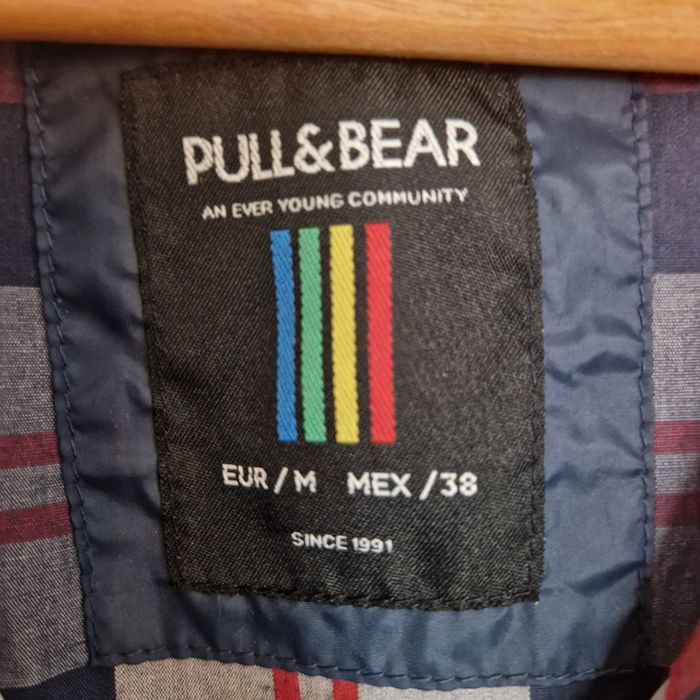 PULL&BEAR
AN EVER YOUNG COMMUNITY
EUR / M MEX / 38
SINCE 1991